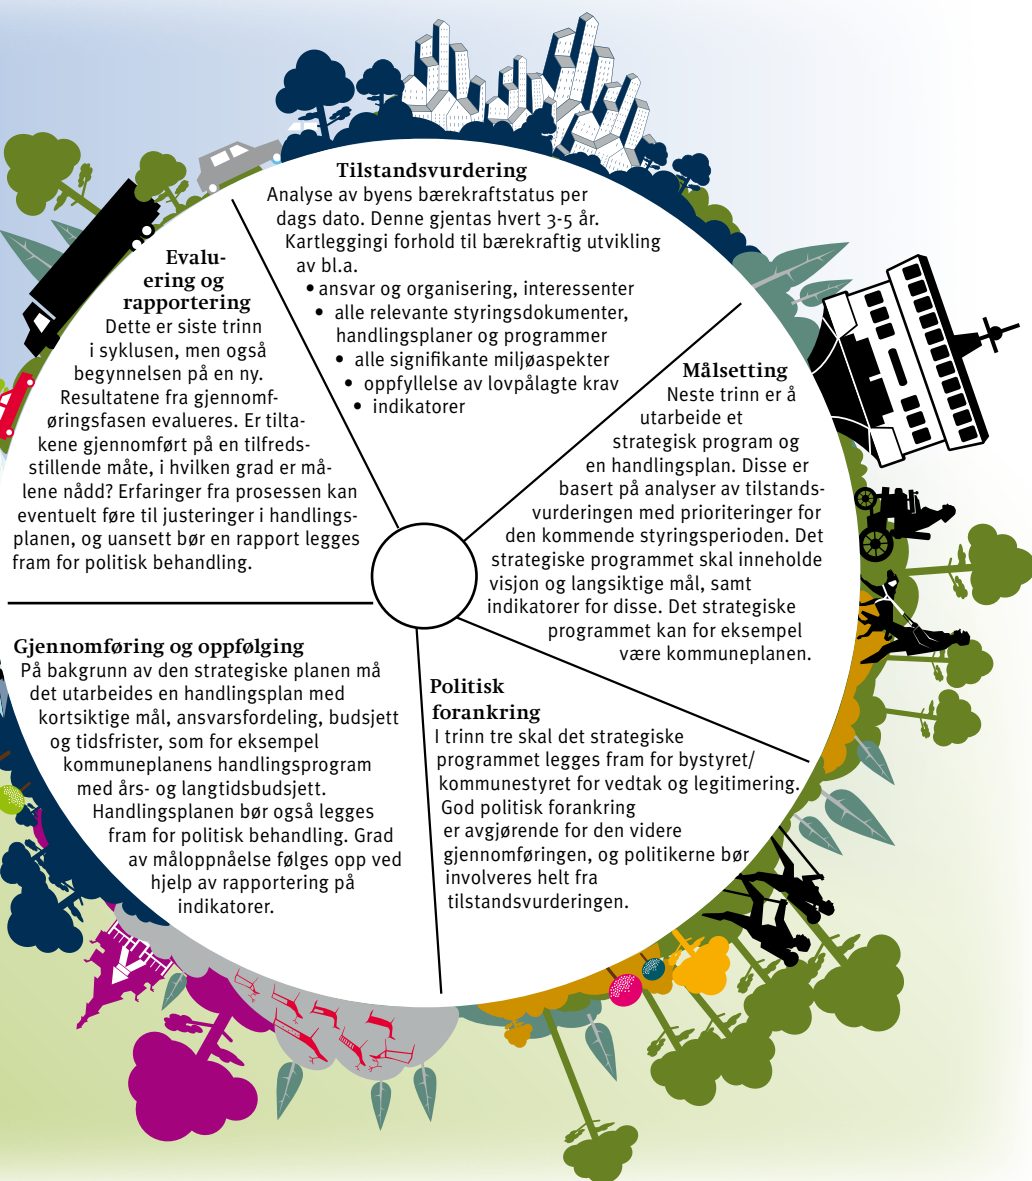 Tilstandsvurdering
Analyse av byens bærekraftstatus per
dags dato. Denne gjentas hvert 3-5 år.
Kartleggingi forhold til bærekraftig utvikling
av bl.a.
• ansvar og organisering, interessenter
• alle relevante styringsdokumenter,
handlingsplaner og programmer
• alle signifikante miljøaspekter
• oppfyllelse av lovpålagte krav
• indikatorer
Målsetting
Neste trinn er å
utarbeide et
strategisk program og
en handlingsplan. Disse er
basert på analyser av tilstands-
vurderingen med prioriteringer for
den kommende styringsperioden. Det
strategiske programmet skal inneholde
visjon og langsiktige mål, samt
indikatorer for disse. Det strategiske
programmet kan for eksempel
være kommuneplanen.
Politisk
forankring
I trinn tre skal det strategiske
programmet legges fram for bystyret/
kommunestyret for vedtak og legitimering.
God politisk forankring
er avgjørende for den videre
gjennomføringen, og politikerne bør
involveres helt fra
tilstandsvurderingen.
Gjennomføring og oppfølging
På bakgrunn av den strategiske planen må
det utarbeides en handlingsplan med
kortsiktige mål, ansvarsfordeling, budsjett
og tidsfrister, som for eksempel
kommuneplanens handlingsprogram
med års- og langtidsbudsjett.
Handlingsplanen bør også legges
fram for politisk behandling. Grad
av måloppnåelse følges opp ved
hjelp av rapportering på
indikatorer.
Evalu-
ering og
rapportering
Dette er siste trinn
i syklusen, men også
begynnelsen på en ny.
Resultatene fra gjennomf-
øringsfasen evalueres. Er tilta-
kene gjennomført på en tilfreds-
stillende måte, i hvilken grad er må-
lene nådd? Erfaringer fra prosessen kan
eventuelt føre til justeringer i handlings-
planen, og uansett bør en rapport legges
fram for politisk behandling.